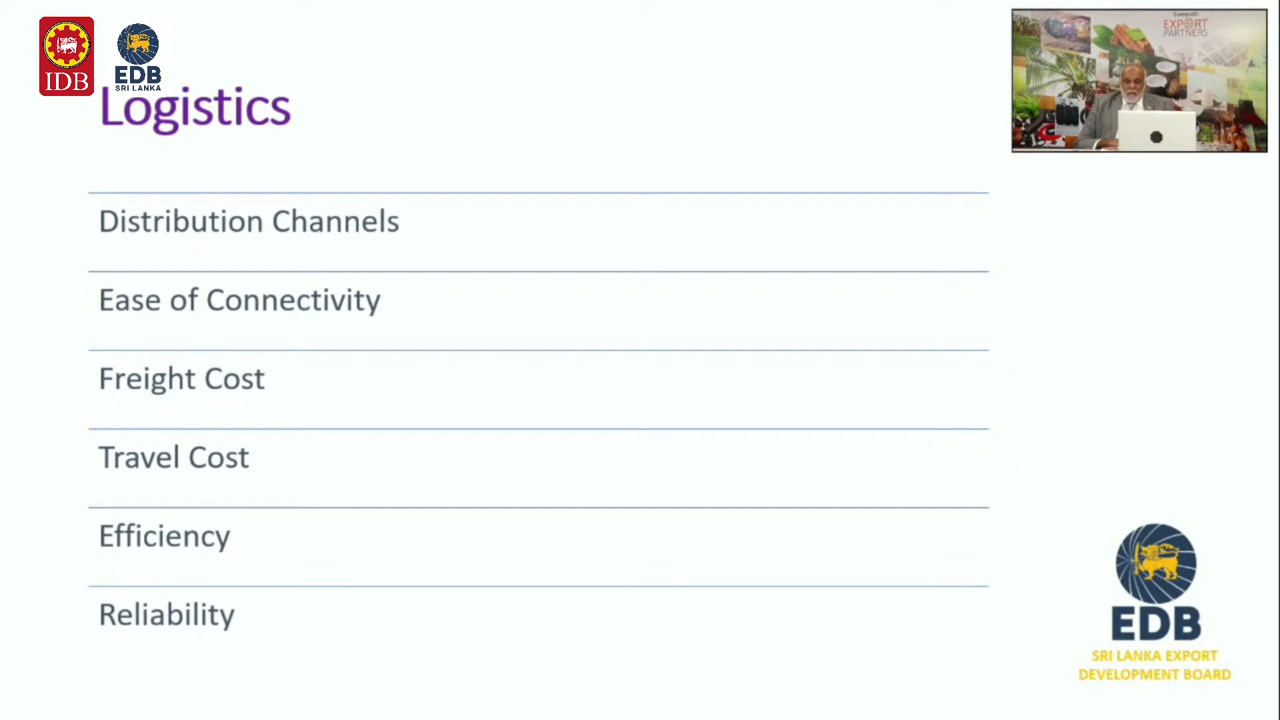 IDB
EDB
SRI LANKA
EXPORT
PARTNERS
Logistics
Distribution Channels
Ease of Connectivity
Freight Cost
Travel Cost
Efficiency
Reliability
EDB
SRI LANKA EXPORT
DEVELOPMENT BOARD